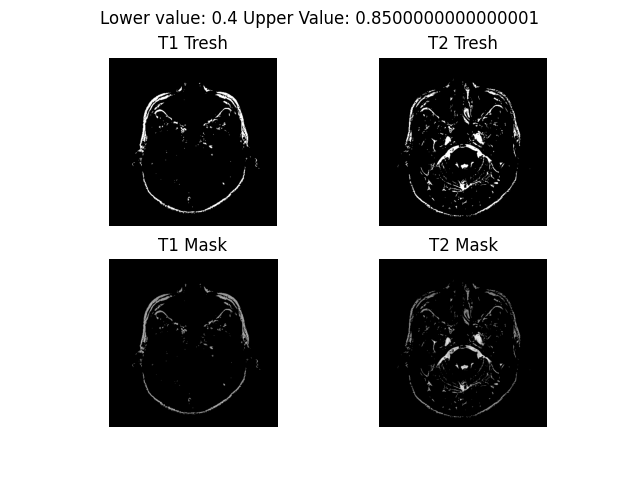 Lower value: 0.4 Upper Value: 0.8500000000000001
T1 Tresh
T2 Tresh
T1 Mask
T2 Mask